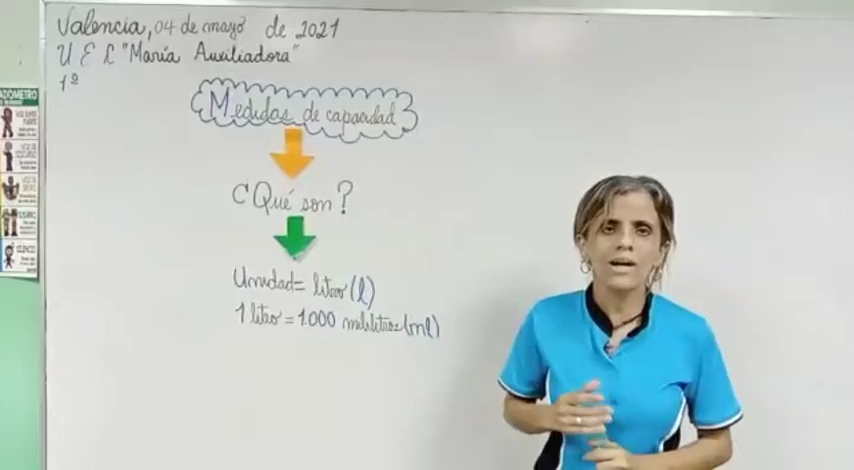 Valencia, 04 de mayo de 2021
U E C "María Auxiliadora"
1º
Medidas de capacidad
¿Qué son?
Unidad = litro (l)
1 litro = 1.000 mililitros (ml)